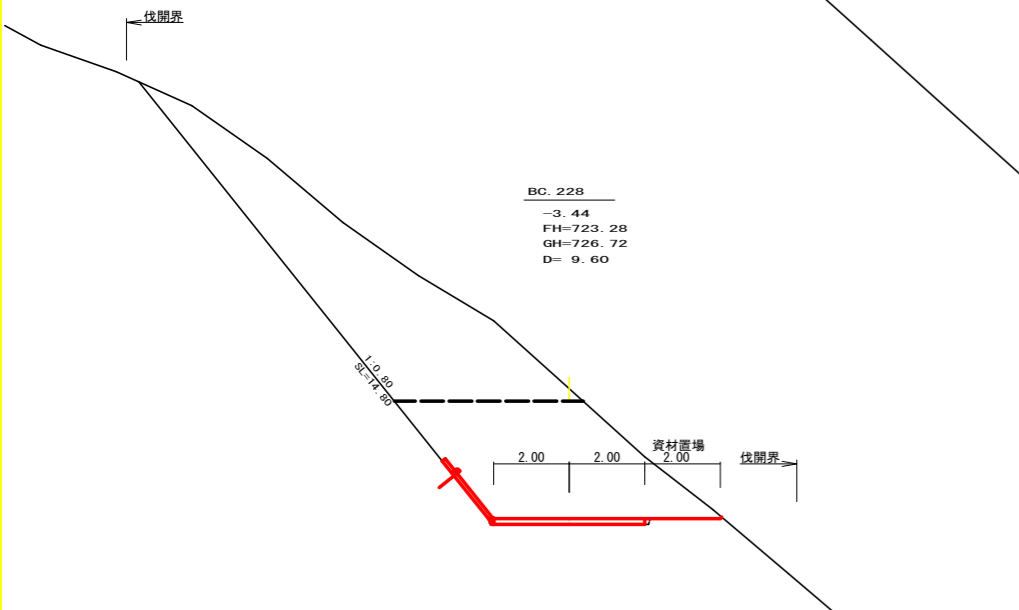 伐開界
BC. 228
-3. 44
FH=723. 28
GH=726. 72
D= 9. 60
1:0. 80
SL=14. 80
資材置場
2.00
2.00
2.00
伐開界